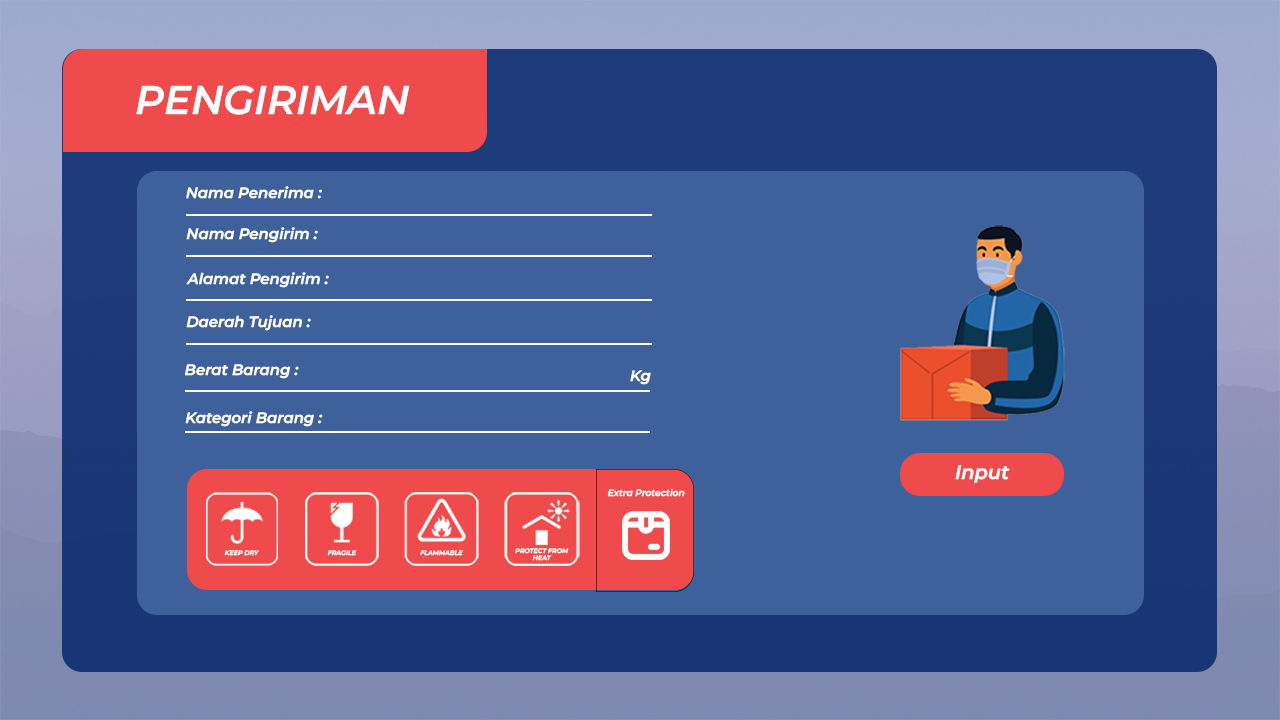 PENGIRIMAN
Nama Penerima :
Nama Pengirim :
Alamat Pengirim :
Daerah Tujuan :
Berat Barang :
Kg
Kategori Barang :
Input
Extra Protection
KEEP DRY
FRAGILE
FLAMMABLE
PROTECT FROM
HEAT